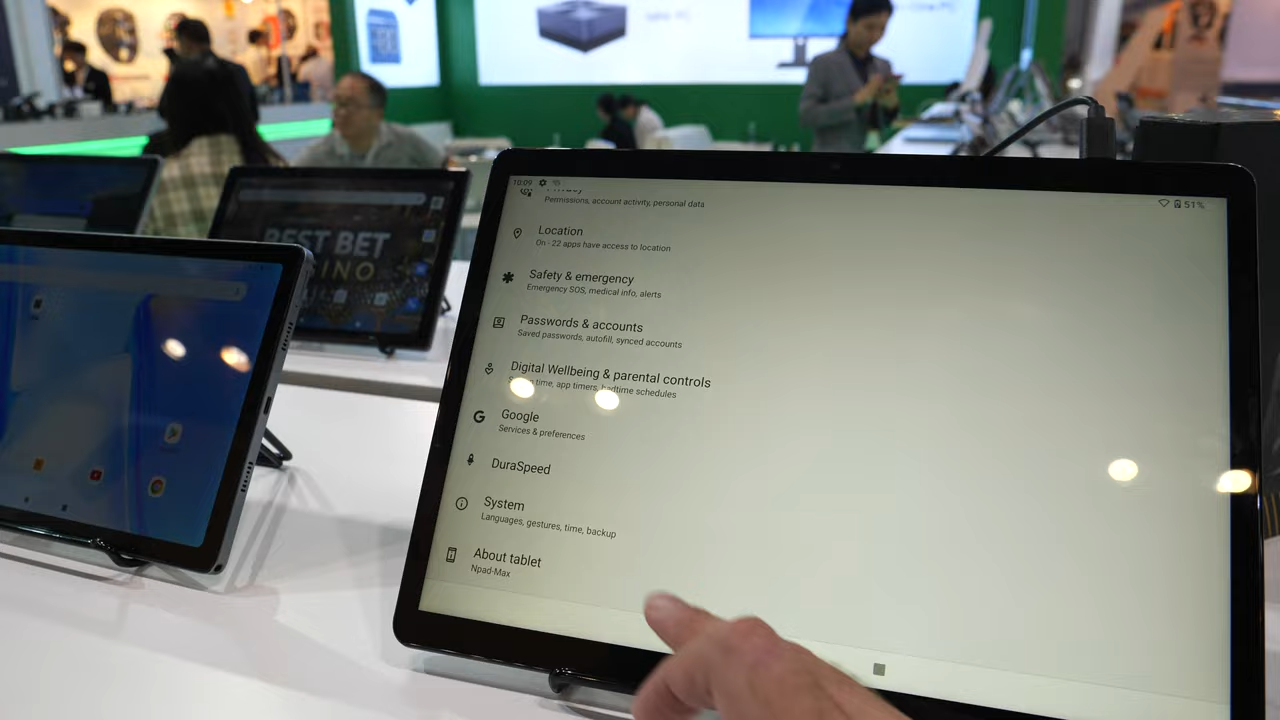 10:09
51%
Privacy
Permissions, account activity, personal data
Location
On - 22 apps have access to location
Safety & emergency
Emergency SOS, medical info, alerts
Passwords & accounts
Saved passwords, autofill, synced accounts
Digital Wellbeing & parental controls
time, app timers, bedtime schedules
Google
Services & preferences
DuraSpeed
System
Languages, gestures, time, backup
About tablet
Npad-Max
BEST BET